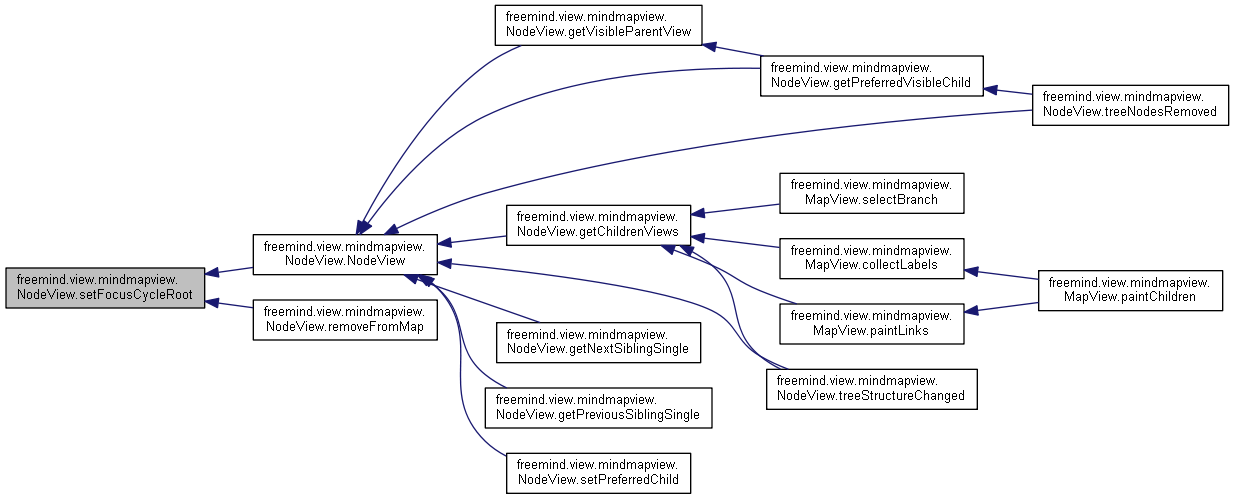 freemind.view.mindmapview.
NodeView.getVisibleParentView
freemind.view.mindmapview.
NodeView.getPreferredVisibleChild
freemind.view.mindmapview.
NodeView.treeNodesRemoved
freemind.view.mindmapview.
MapView.selectBranch
freemind.view.mindmapview.
NodeView.getChildrenViews
freemind.view.mindmapview.
NodeView.NodeView
freemind.view.mindmapview.
MapView.collectLabels
freemind.view.mindmapview.
NodeView.setFocusCycleRoot
freemind.view.mindmapview.
MapView.paintChildren
freemind.view.mindmapview.
NodeView.removeFromMap
freemind.view.mindmapview.
MapView.paintLinks
freemind.view.mindmapview.
NodeView.getNextSiblingSingle
freemind.view.mindmapview.
NodeView.treeStructureChanged
freemind.view.mindmapview.
NodeView.getPreviousSiblingSingle
freemind.view.mindmapview.
NodeView.setPreferredChild